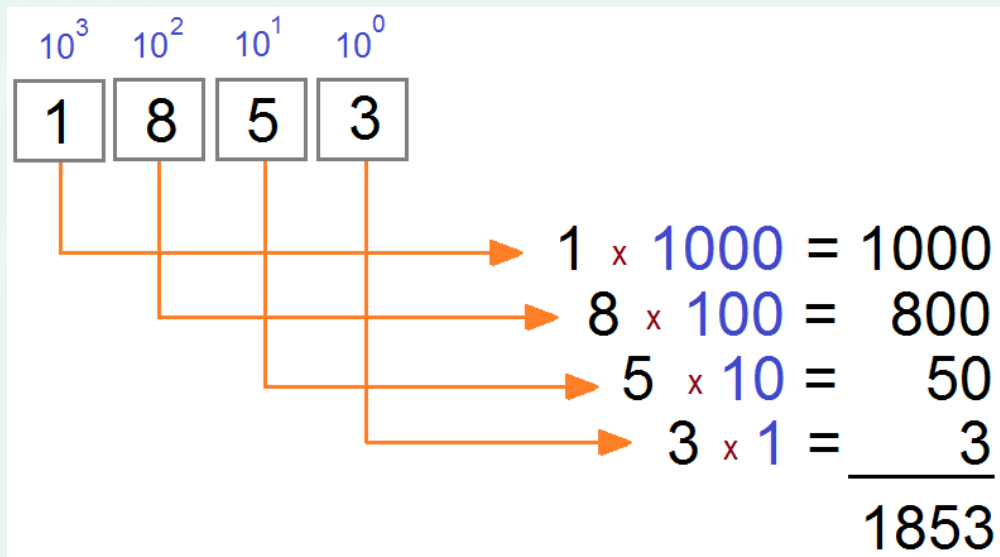 10³ 10² 10¹ 10⁰
1 8 5 3
1 x 1000 = 1000
8 x 100 = 800
5 x 10 = 50
3 x 1 = 3
1853